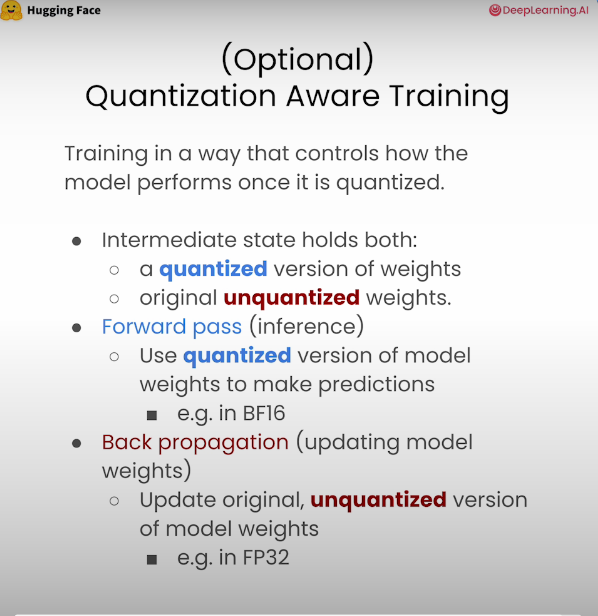 Hugging Face
DeepLearning.AI
(Optional)
Quantization Aware Training
Training in a way that controls how the
model performs once it is quantized.
● Intermediate state holds both:
○ a quantized version of weights
○ original unquantized weights.
● Forward pass (inference)
○ Use quantized version of model
weights to make predictions
■ e.g. in BF16
● Back propagation (updating model
weights)
○ Update original, unquantized version
of model weights
■ e.g. in FP32